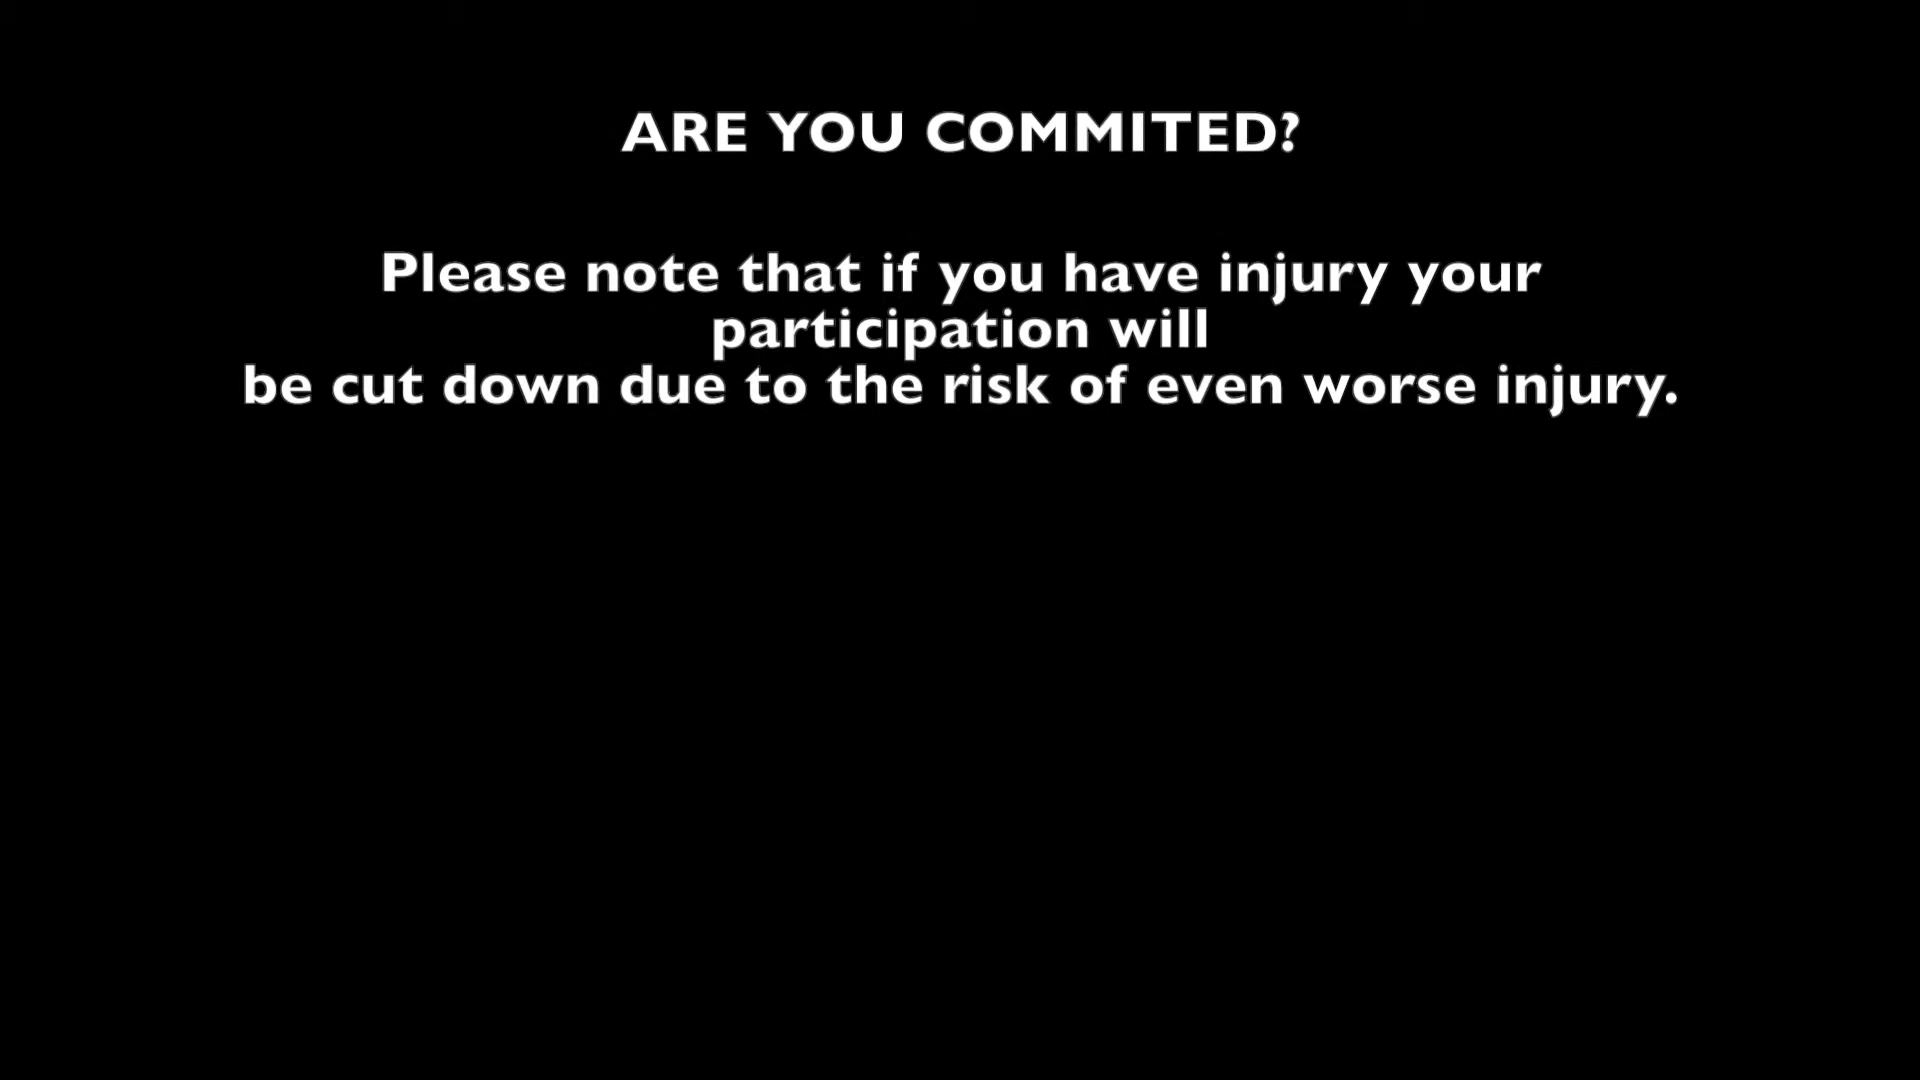 ARE YOU COMMITED?
Please note that if you have injury your
participation will
be cut down due to the risk of even worse injury.